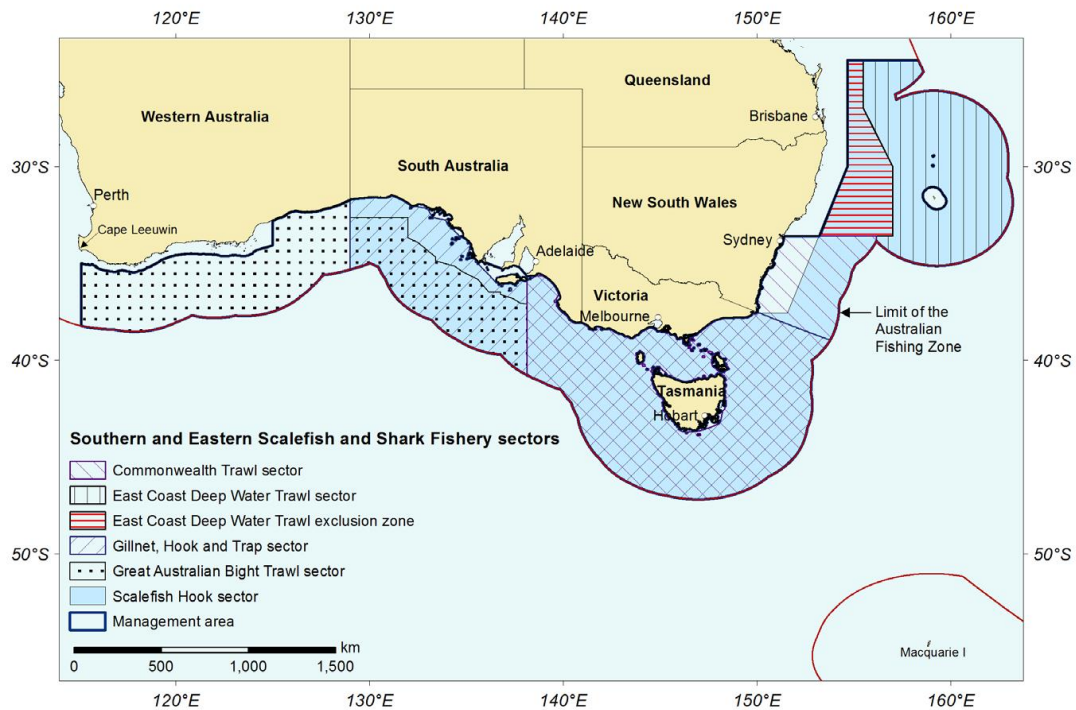 120°E 130°E 140°E 150°E 160°E
Queensland
Brisbane
Western Australia
South Australia
30°S 30°S
Perth
New South Wales
Cape Leeuwin
Sydney
Adelaide
Victoria
Melbourne
Limit of the
Australian
Fishing Zone
40°S 40°S
Tasmania
Hobart
Southern and Eastern Scalefish and Shark Fishery sectors
Commonwealth Trawl sector
East Coast Deep Water Trawl sector
East Coast Deep Water Trawl exclusion zone
Gillnet, Hook and Trap sector
Great Australian Bight Trawl sector
Scalefish Hook sector
Management area
50°S 50°S
km
0 500 1,000 1,500
Macquarie I
120°E 130°E 140°E 150°E 160°E